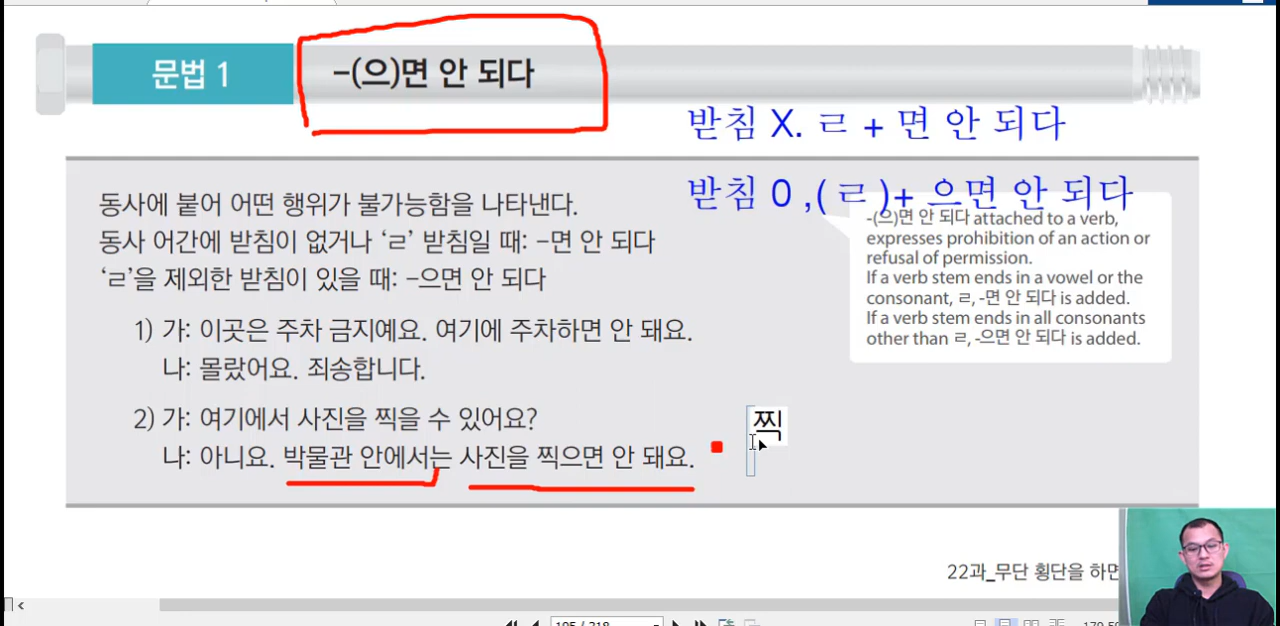 문법 1
-(으)면 안 되다
받침 X. ㄹ + 면 안 되다
받침 0 ,(ㄹ)+ 으면 안 되다
동사에 붙어 어떤 행위가 불가능함을 나타낸다.
동사 어간에 받침이 없거나 ‘ㄹ’ 받침일 때: -면 안 되다
‘ㄹ’을 제외한 받침이 있을 때: -으면 안 되다
-(으)면 안 되다 attached to a verb,
expresses prohibition of an action or
refusal of permission.
If a verb stem ends in a vowel or the
consonant, ㄹ, -면 안 되다 is added.
If a verb stem ends in all consonants
other than ㄹ, -으면 안 되다 is added.
1) 가: 이곳은 주차 금지예요. 여기에 주차하면 안 돼요.
나: 몰랐어요. 죄송합니다.
2) 가: 여기에서 사진을 찍을 수 있어요?
나: 아니요. 박물관 안에서는 사진을 찍으면 안 돼요.
찍
22과_무단 횡단을 하면
105 / 218